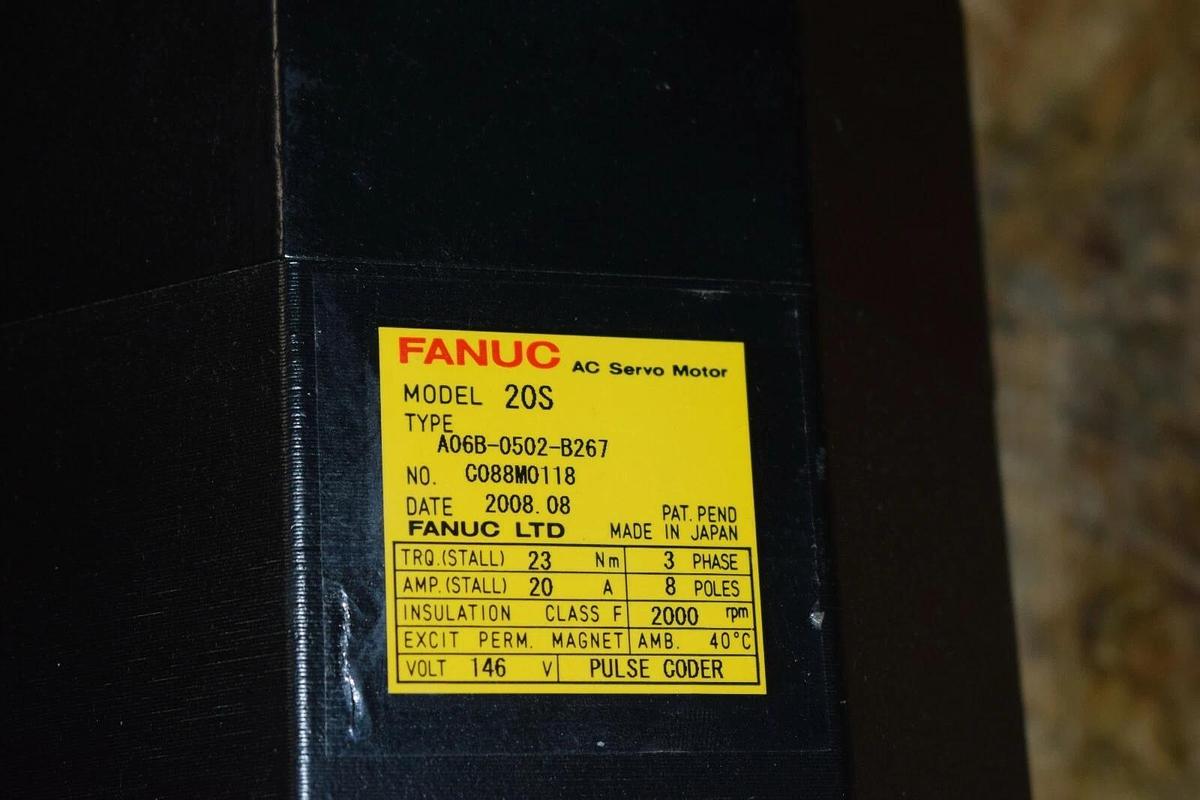 FANUC AC Servo Motor
MODEL 20S
TYPE
A06B-0502-B267
NO. C088M0118
DATE 2008.08 PAT. PEND
FANUC LTD MADE IN JAPAN
TRQ.(STALL) 23 Nm 3 PHASE
AMP.(STALL) 20 A 8 POLES
INSULATION CLASS F 2000 rpm
EXCIT PERM. MAGNET AMB. 40°C
VOLT 146 V PULSE CODER